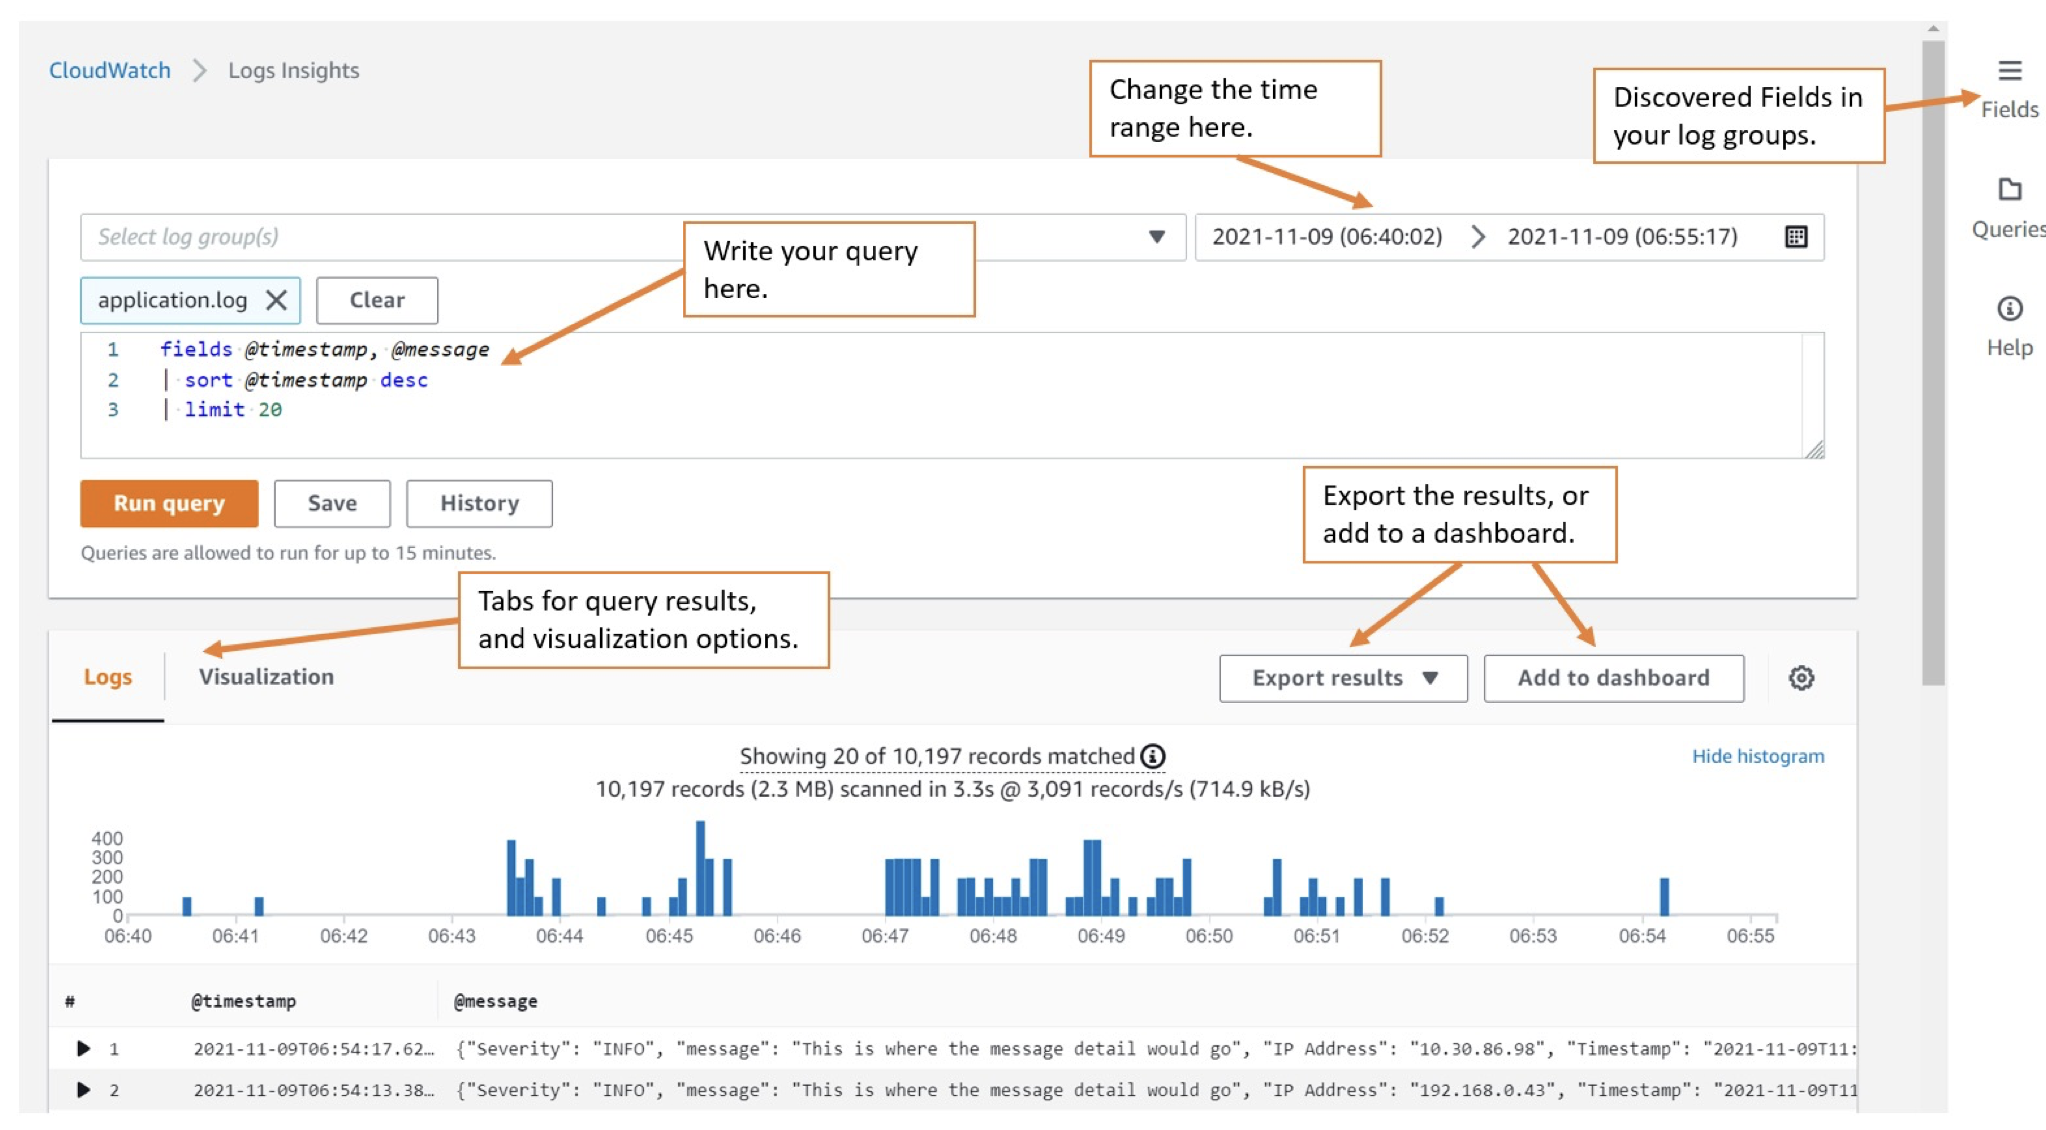 CloudWatch > Logs Insights
Change the time
range here.
Discovered Fields in
your log groups.
Fields
Queries
Help
Select log group(s)
2021-11-09 (06:40:02) > 2021-11-09 (06:55:17)
Write your query
here.
application.log
Clear
1 fields @timestamp, @message
2 | sort @timestamp desc
3 | limit 20
Run query
Save
History
Queries are allowed to run for up to 15 minutes.
Export the results, or
add to a dashboard.
Tabs for query results,
and visualization options.
Logs
Visualization
Export results
Add to dashboard
Showing 20 of 10,197 records matched
Hide histogram
10,197 records (2.3 MB) scanned in 3.3s @ 3,091 records/s (714.9 kB/s)
400
300
200
100
0
06:40 06:41 06:42 06:43 06:44 06:45 06:46 06:47 06:48 06:49 06:50 06:51 06:52 06:53 06:54 06:55
# @timestamp @message
1 2021-11-09T06:54:17.62… {"Severity": "INFO", "message": "This is where the message detail would go", "IP Address": "10.30.86.98", "Timestamp": "2021-11-09T11:
2 2021-11-09T06:54:13.38… {"Severity": "INFO", "message": "This is where the message detail would go", "IP Address": "192.168.0.43", "Timestamp": "2021-11-09T11